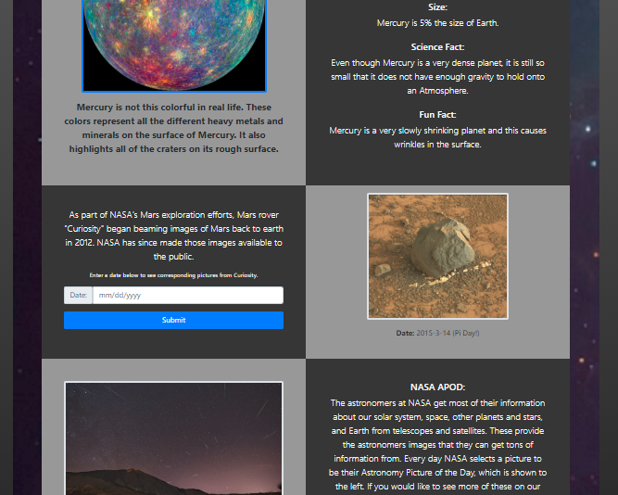 Mercury is not this colorful in real life. These
colors represent all the different heavy metals and
minerals on the surface of Mercury. It also
highlights all of the craters on its rough surface.
Size:
Mercury is 5% the size of Earth.
Science Fact:
Even though Mercury is a very dense planet, it is still so
small that it does not have enough gravity to hold onto
an Atmosphere.
Fun Fact:
Mercury is a very slowly shrinking planet and this causes
wrinkles in the surface.
As part of NASA's Mars exploration efforts, Mars rover
"Curiosity" began beaming images of Mars back to earth
in 2012. NASA has since made those images available to
the public.
Enter a date below to see corresponding pictures from Curiosity.
Date: mm/dd/yyyy
Submit
Date: 2015-3-14 (Pi Day!)
NASA APOD:
The astronomers at NASA get most of their information
about our solar system, space, other planets and stars,
and Earth from telescopes and satellites. These provide
the astronomers images that they can get tons of
information from. Every day NASA selects a picture to
be their Astronomy Picture of the Day, which is shown to
the left. If you would like to see more of these on our